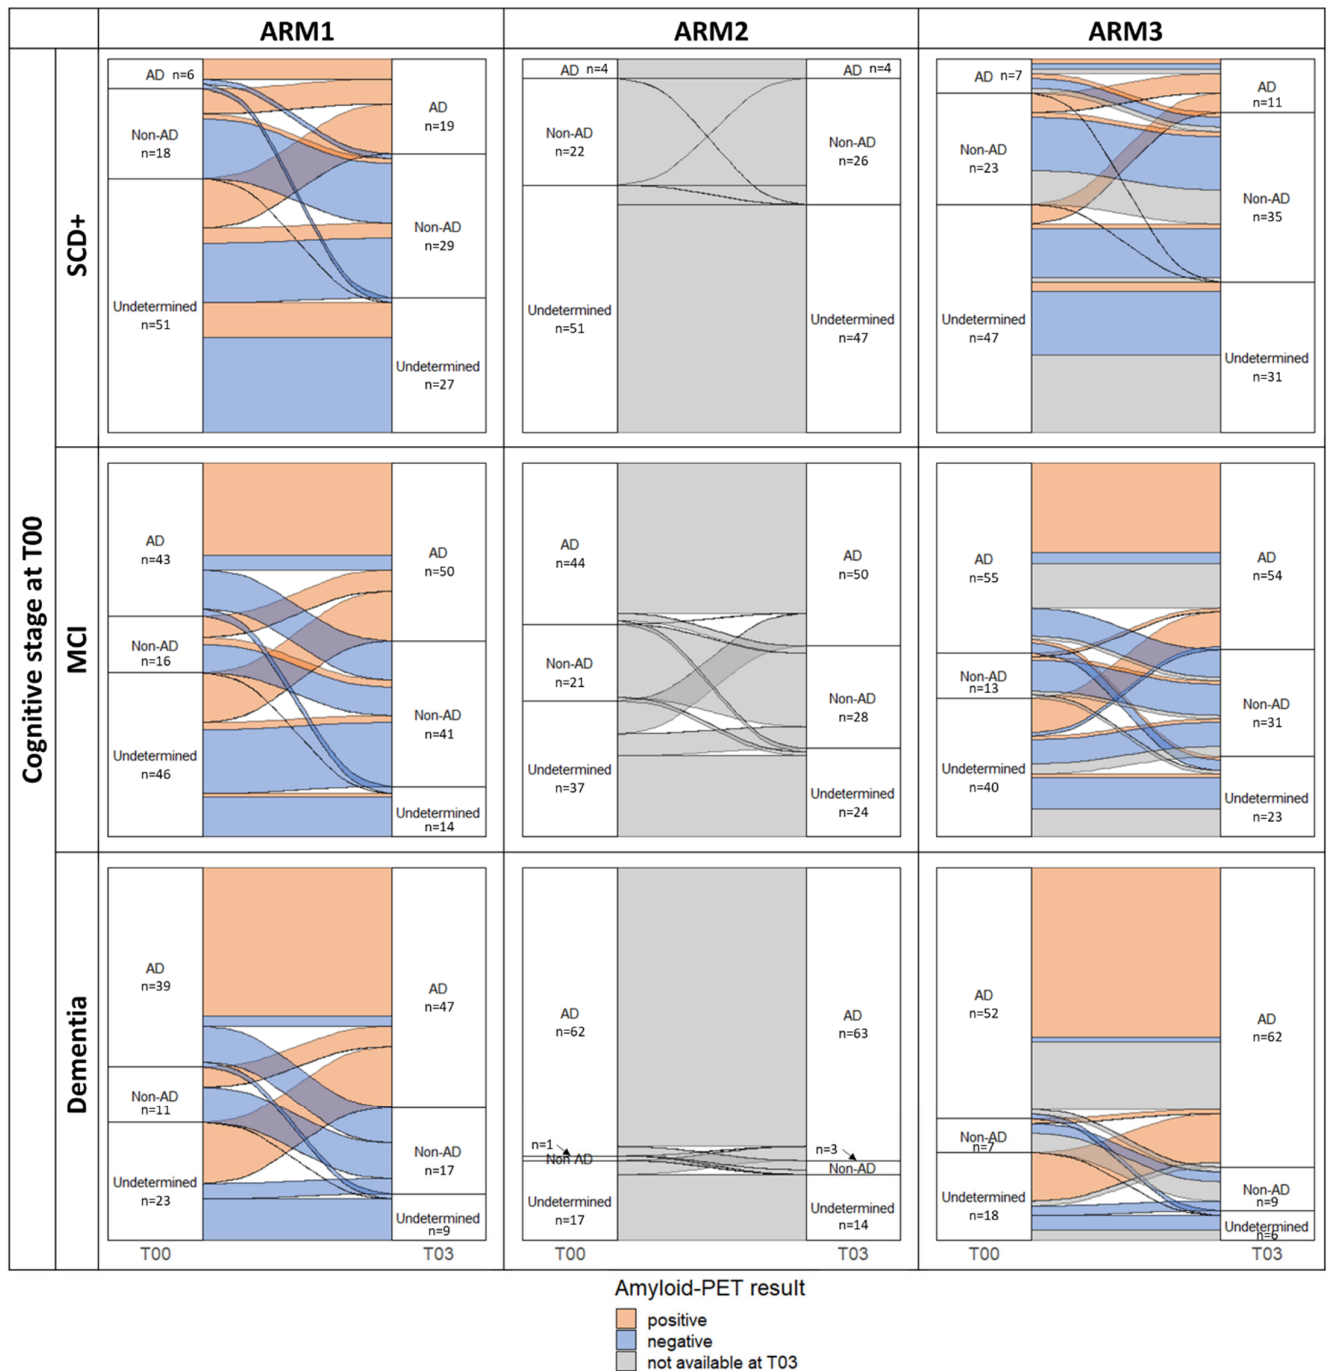 ARM1
ARM2
ARM3
Cognitive stage at T00
SCD+
AD n=6
Non-AD
n=18
Undetermined
n=51
AD
n=19
Non-AD
n=29
Undetermined
n=27
AD n=4
Non-AD
n=22
Undetermined
n=51
AD n=4
Non-AD
n=26
Undetermined
n=47
AD n=7
Non-AD
n=23
Undetermined
n=47
AD
n=11
Non-AD
n=35
Undetermined
n=31
MCI
AD
n=43
Non-AD
n=16
Undetermined
n=46
AD
n=50
Non-AD
n=41
Undetermined
n=14
AD
n=44
Non-AD
n=21
Undetermined
n=37
AD
n=50
Non-AD
n=28
Undetermined
n=24
AD
n=55
Non-AD
n=13
Undetermined
n=40
AD
n=54
Non-AD
n=31
Undetermined
n=23
Dementia
AD
n=39
Non-AD
n=11
Undetermined
n=23
AD
n=47
Non-AD
n=17
Undetermined
n=9
AD
n=62
n=1
Non AD
Undetermined
n=17
AD
n=63
n=3
Non-AD
Undetermined
n=14
AD
n=52
Non-AD
n=7
Undetermined
n=18
AD
n=62
Non-AD
n=9
Undetermined
n=6
T00
T03
T00
T03
T00
T03
Amyloid-PET result
positive
negative
not available at T03